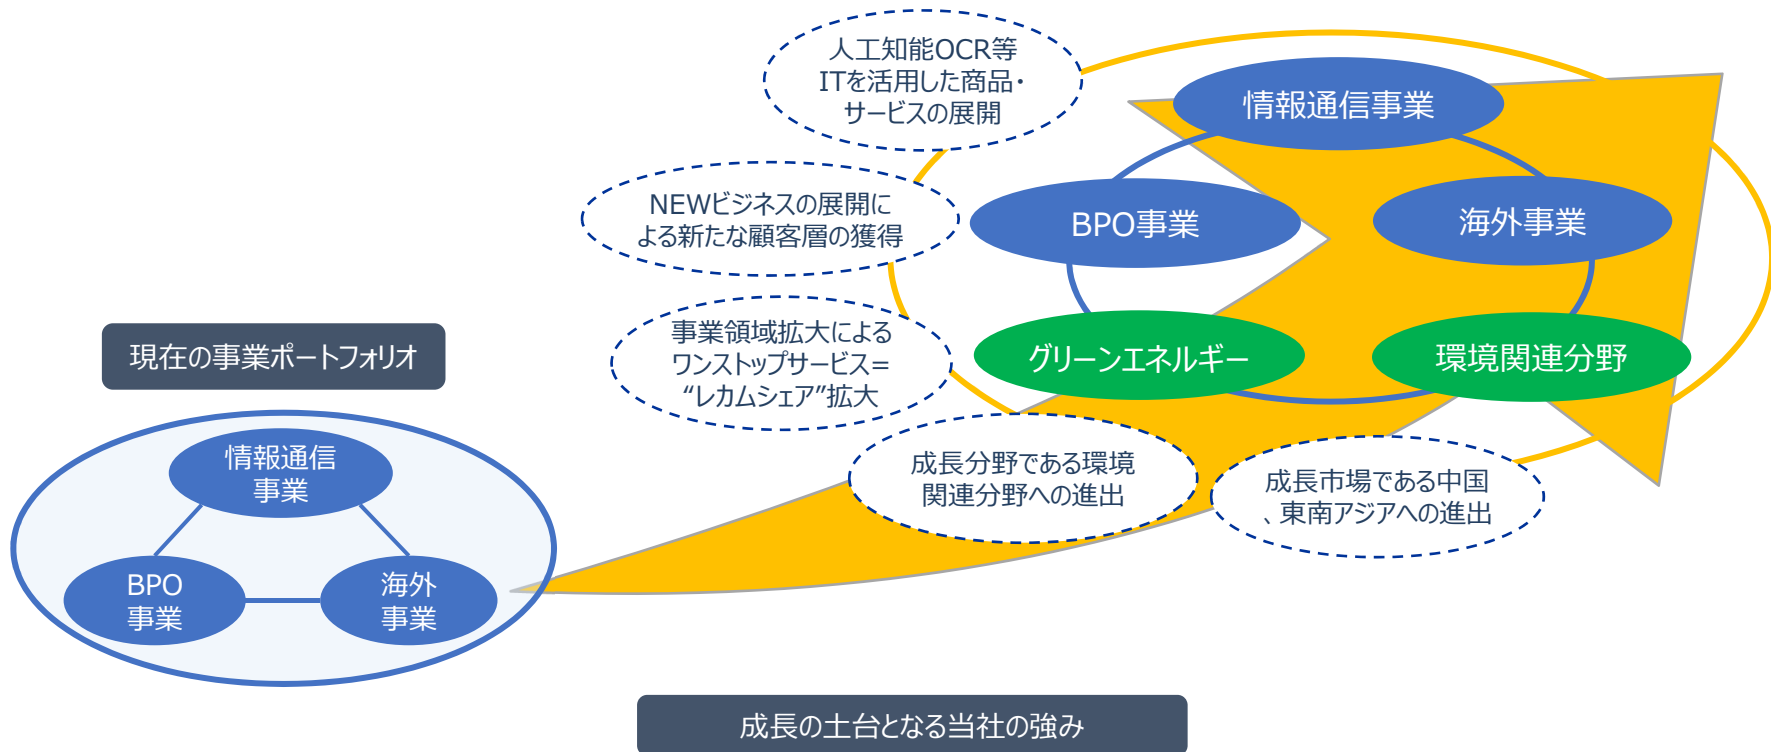 人工知能OCR等
ITを活用した商品・
サービスの展開
情報通信事業
NEWビジネスの展開に
よる新たな顧客層の獲得
BPO事業
海外事業
事業領域拡大による
ワンストップサービス=
“レカムシェア”拡大
グリーンエネルギー
環境関連分野
成長分野である環境
関連分野への進出
成長市場である中国
、東南アジアへの進出
現在の事業ポートフォリオ
情報通信
事業
BPO
事業
海外
事業
成長の土台となる当社の強み